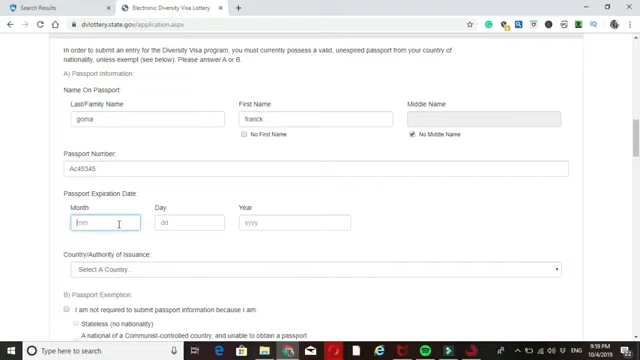 Search Results
Electronic Diversity Visa Lottery
dvlottery.state.gov/application.aspx
In order to submit an entry for the Diversity Visa program, you must currently possess a valid, unexpired passport from your country of
nationality, unless exempt (see below). Please answer A or B.
A) Passport Information:
Name On Passport:
Last/Family Name First Name Middle Name
goma franck
No First Name No Middle Name
Passport Number:
Ac45345
Passport Expiration Date:
Month Day Year
mm dd yyyy
Country/Authority of Issuance:
Select A Country...
B) Passport Exemption:
I am not required to submit passport information because I am:
Stateless (no nationality)
A national of a Communist-controlled country, and unable to obtain a passport
Type here to search
ENG
9:59 PM
10/4/2019